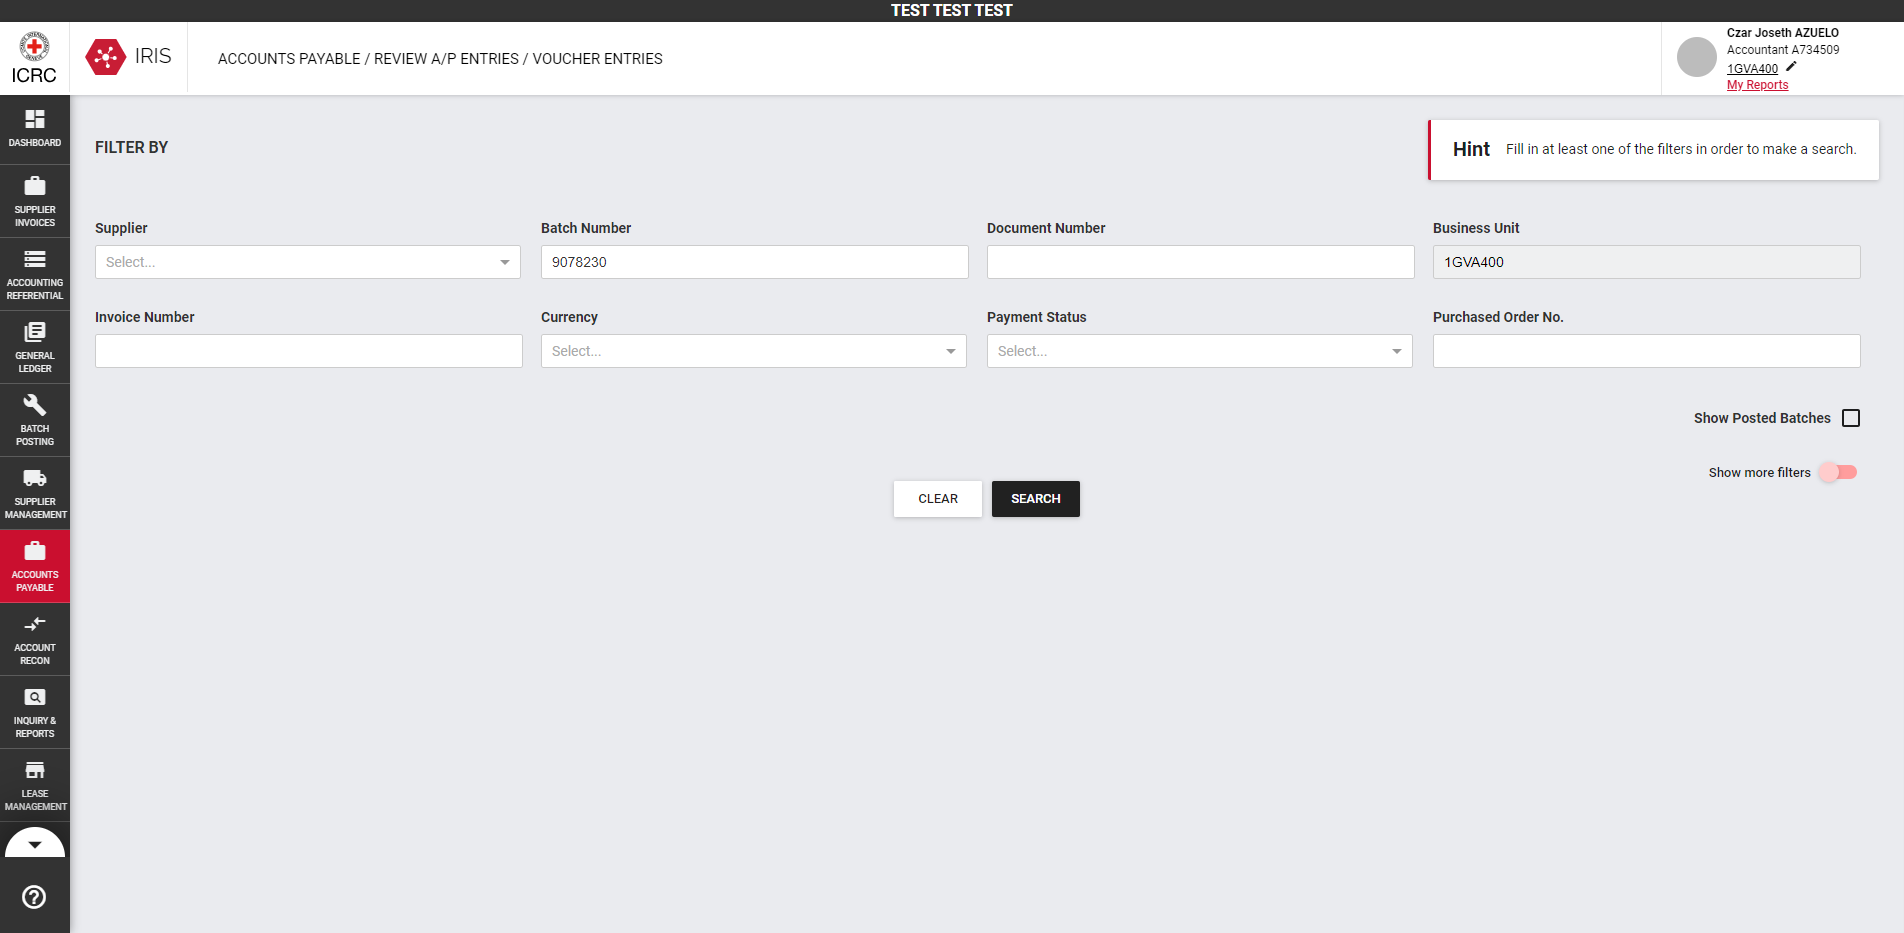 TEST TEST TEST
ICRC
IRIS
ACCOUNTS PAYABLE / REVIEW A/P ENTRIES / VOUCHER ENTRIES
Czar Joseth AZUELO
Accountant A734509
1GVA400
My Reports
DASHBOARD
SUPPLIER
INVOICES
ACCOUNTING
REFERENTIAL
GENERAL
LEDGER
BATCH
POSTING
SUPPLIER
MANAGEMENT
ACCOUNTS
PAYABLE
ACCOUNT
RECON
INQUIRY &
REPORTS
LEASE
MANAGEMENT
FILTER BY
Hint Fill in at least one of the filters in order to make a search.
Supplier Batch Number Document Number Business Unit
Select... 9078230 1GVA400
Invoice Number Currency Payment Status Purchased Order No.
Select... Select...
Show Posted Batches
Show more filters
CLEAR SEARCH